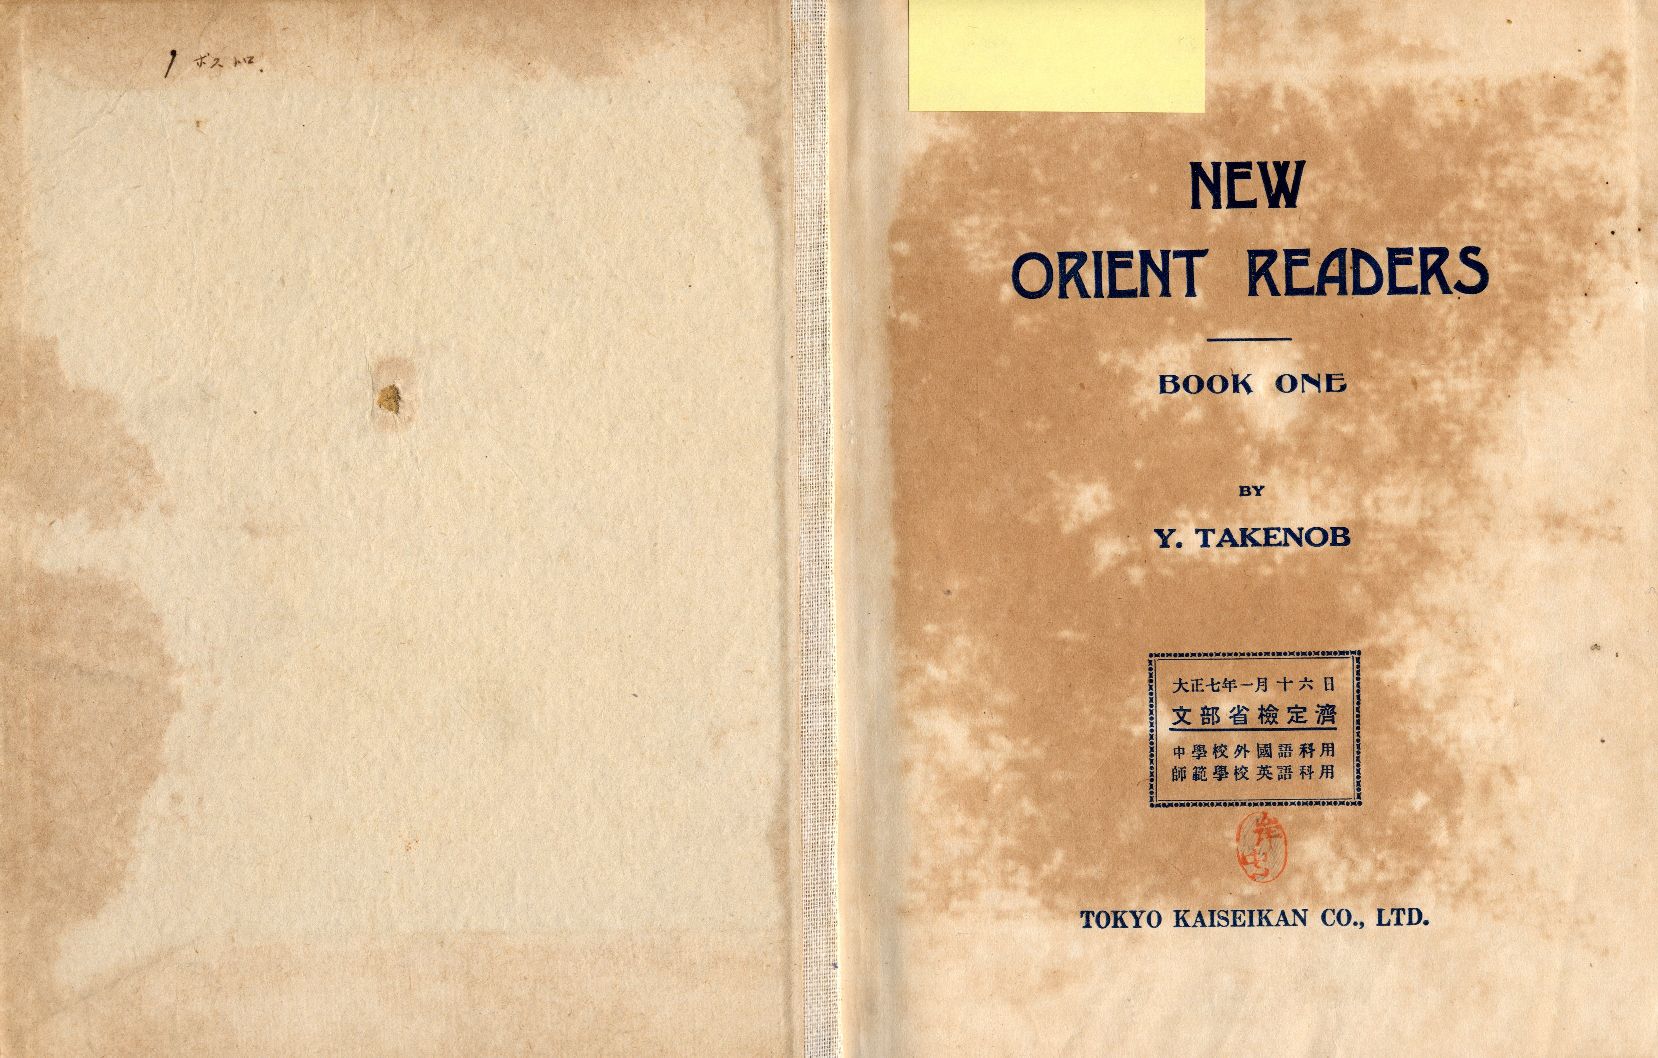 NEW
ORIENT READERS
BOOK ONE
BY
Y. TAKENOB
大正七年一月十六日
文部省檢定濟
中學校外國語科用
師範學校英語科用
TOKYO KAISEIKAN CO., LTD.